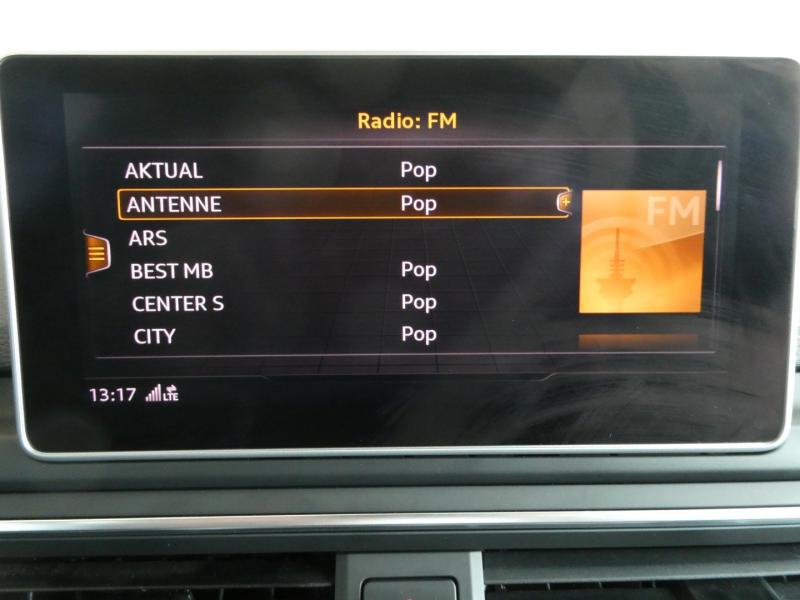 Radio: FM
AKTUAL Pop
ANTENNE Pop
FM
ARS
BEST MB Pop
CENTER S Pop
CITY Pop
13:17 LTE